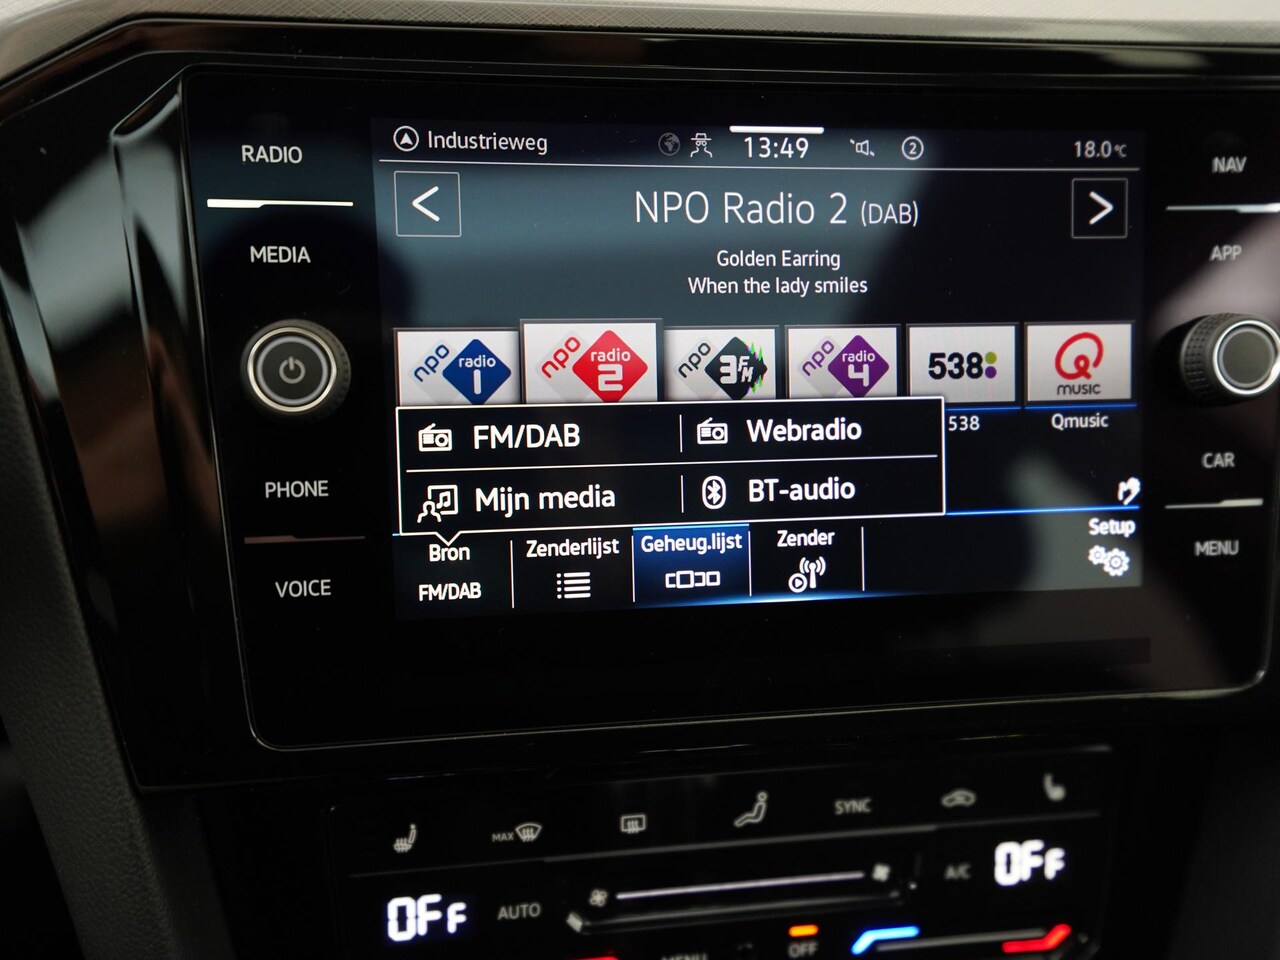 RADIO
MEDIA
PHONE
VOICE
Industrieweg
13:49
2
18.0°C
NPO Radio 2 (DAB)
Golden Earring
When the lady smiles
npo radio 1
npo radio 2
npo 3FM
npo radio 4
538
Q MUSIC
538
Qmusic
FM/DAB
Webradio
Mijn media
BT-audio
Bron
FM/DAB
Zenderlijst
Geheug.lijst
Zender
Setup
NAV
APP
CAR
MENU
MAX
SYNC
OFF
AUTO
A/C
OFF
OFF
MENU